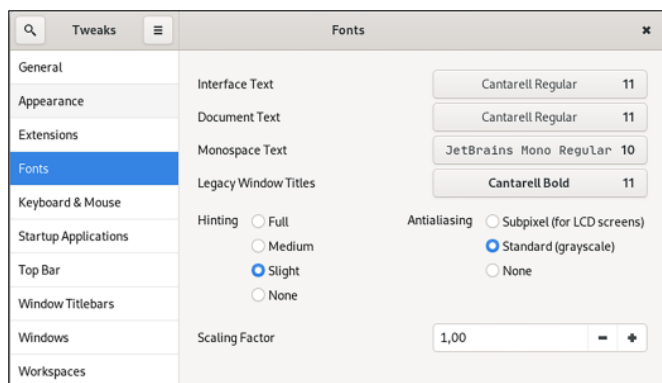 Tweaks
Fonts
General
Appearance
Extensions
Fonts
Keyboard & Mouse
Startup Applications
Top Bar
Window Titlebars
Windows
Workspaces
Interface Text Cantarell Regular 11
Document Text Cantarell Regular 11
Monospace Text JetBrains Mono Regular 10
Legacy Window Titles Cantarell Bold 11
Hinting Full
Medium
Slight
None
Antialiasing Subpixel (for LCD screens)
Standard (grayscale)
None
Scaling Factor 1,00